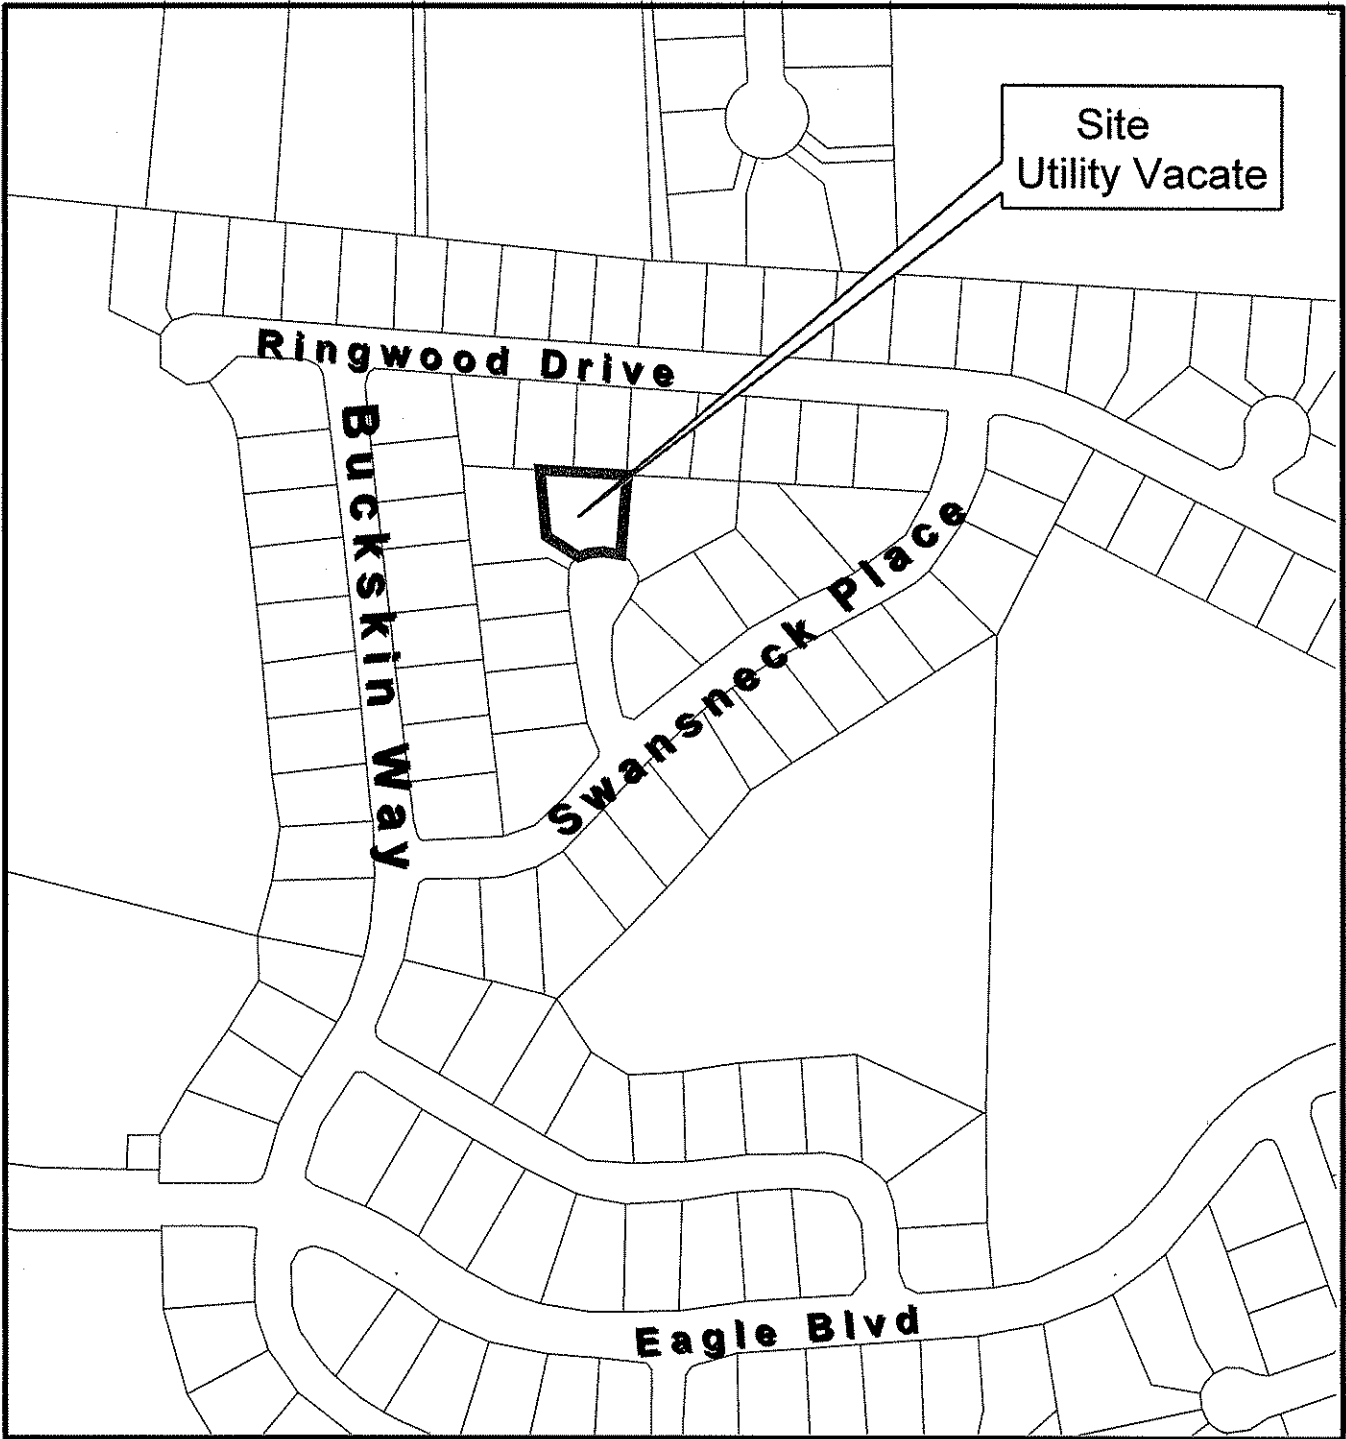 Site
Utility Vacate
Ringwood Drive
Buckskin Way
Swansneck Place
Eagle Blvd